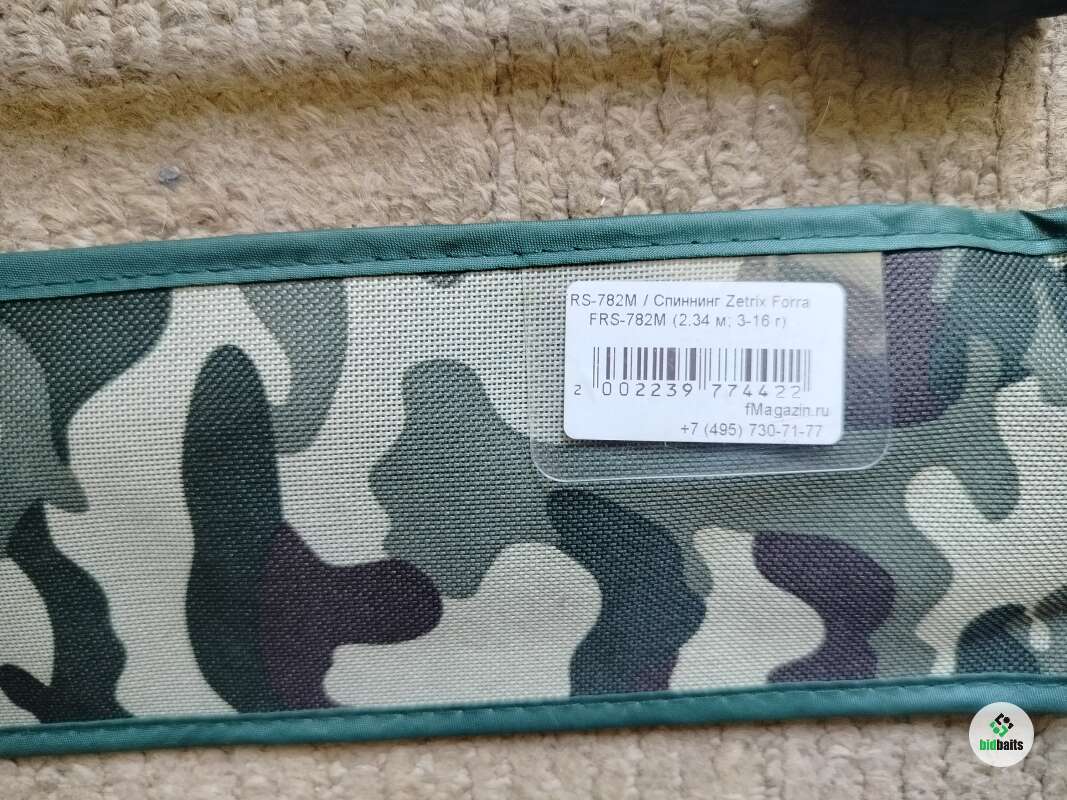 RS-782M / Спиннинг Zetrix Forra
FRS-782M (2.34 м; 3-16 г)
2 002239 774422
fMagazin.ru
+7 (495) 730-71-77
bidbaits